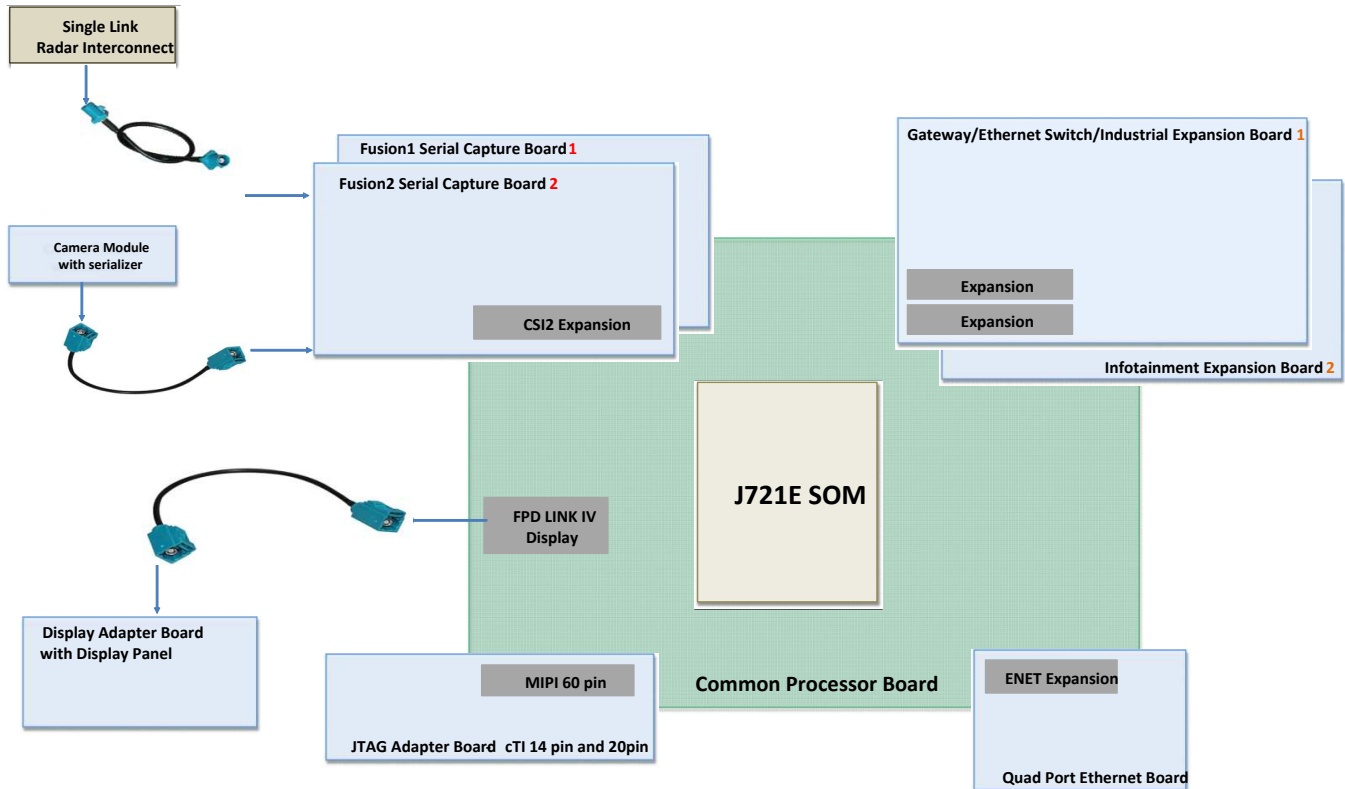 Single Link
Radar Interconnect
Fusion1 Serial Capture Board 1
Fusion2 Serial Capture Board 2
CSI2 Expansion
Gateway/Ethernet Switch/Industrial Expansion Board 1
Expansion
Expansion
Infotainment Expansion Board 2
Camera Module
with serializer
J721E SOM
FPD LINK IV
Display
Display Adapter Board
with Display Panel
MIPI 60 pin
JTAG Adapter Board- cTI 14 pin and 20pin
Common Processor Board
ENET Expansion
Quad Port Ethernet Board